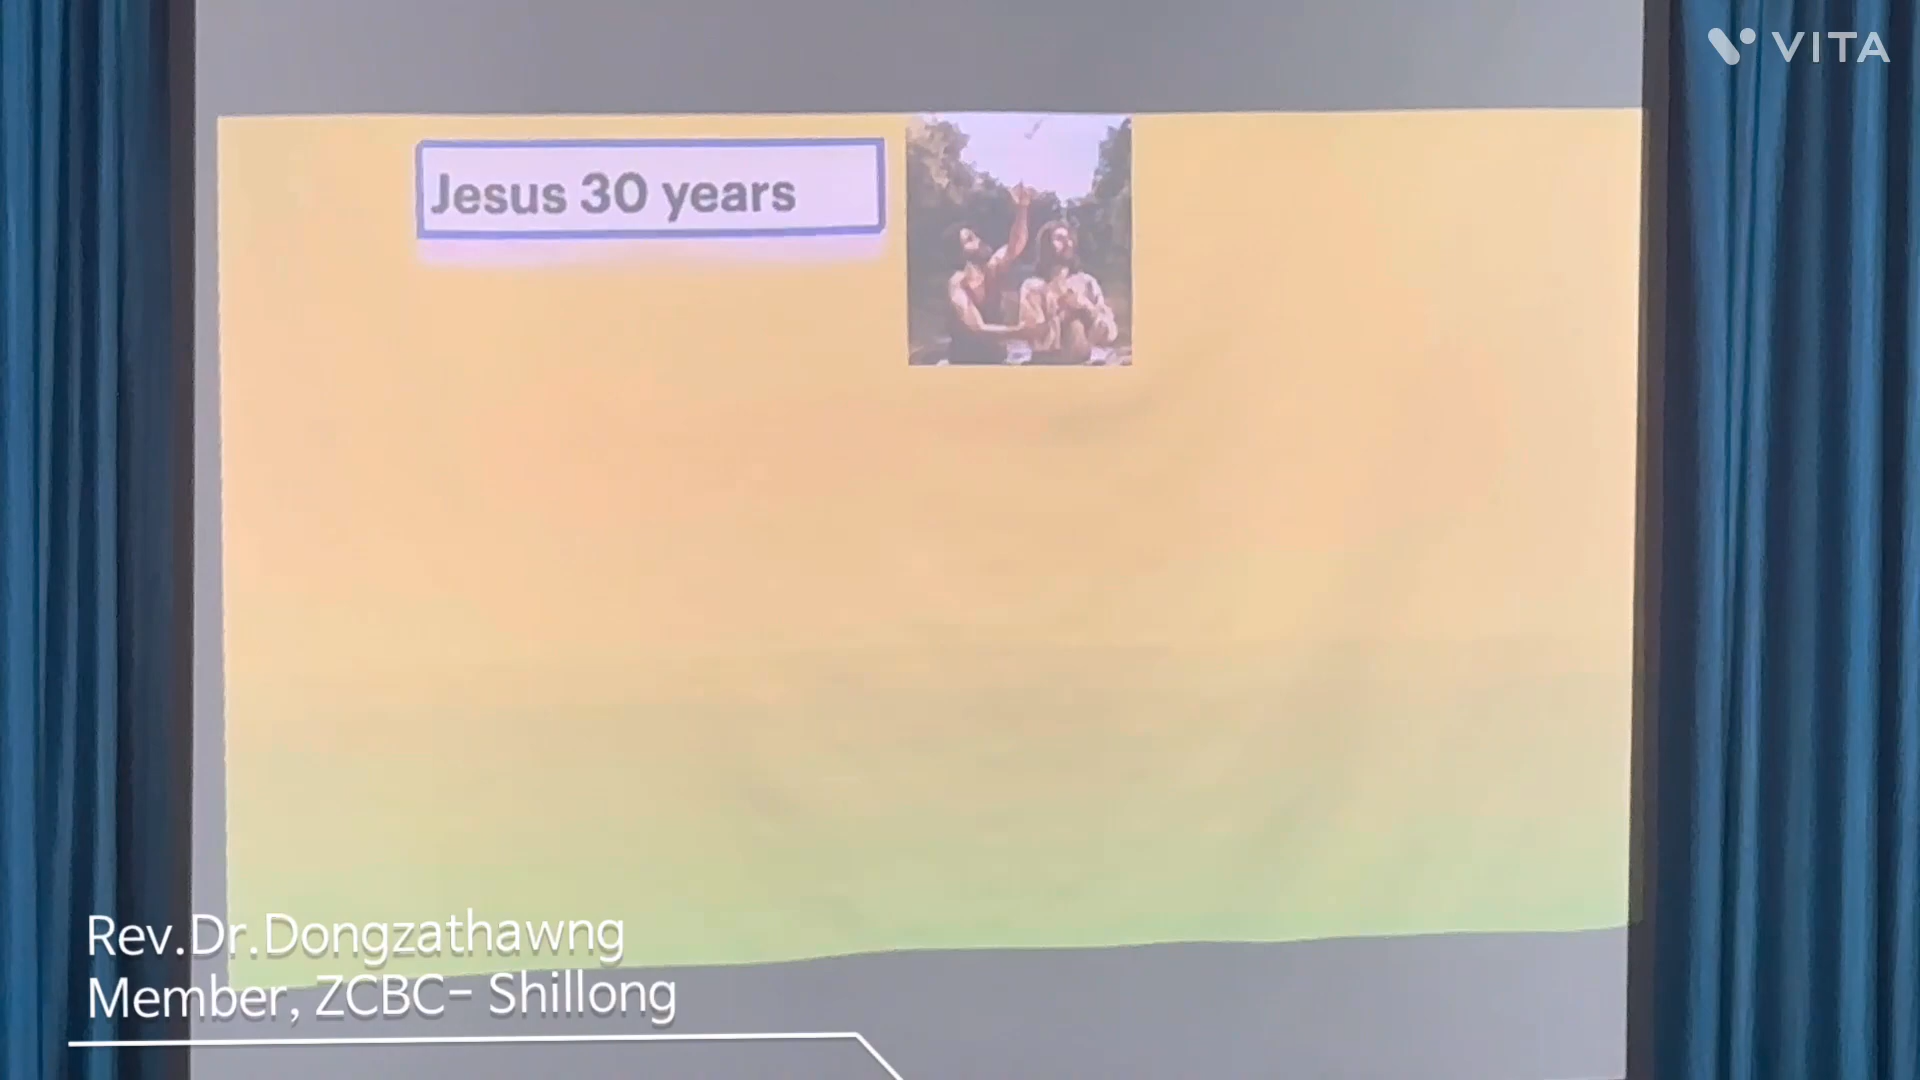 VITA
Jesus 30 years
Rev.Dr.Dongzathawng
Member, ZCBC- Shillong